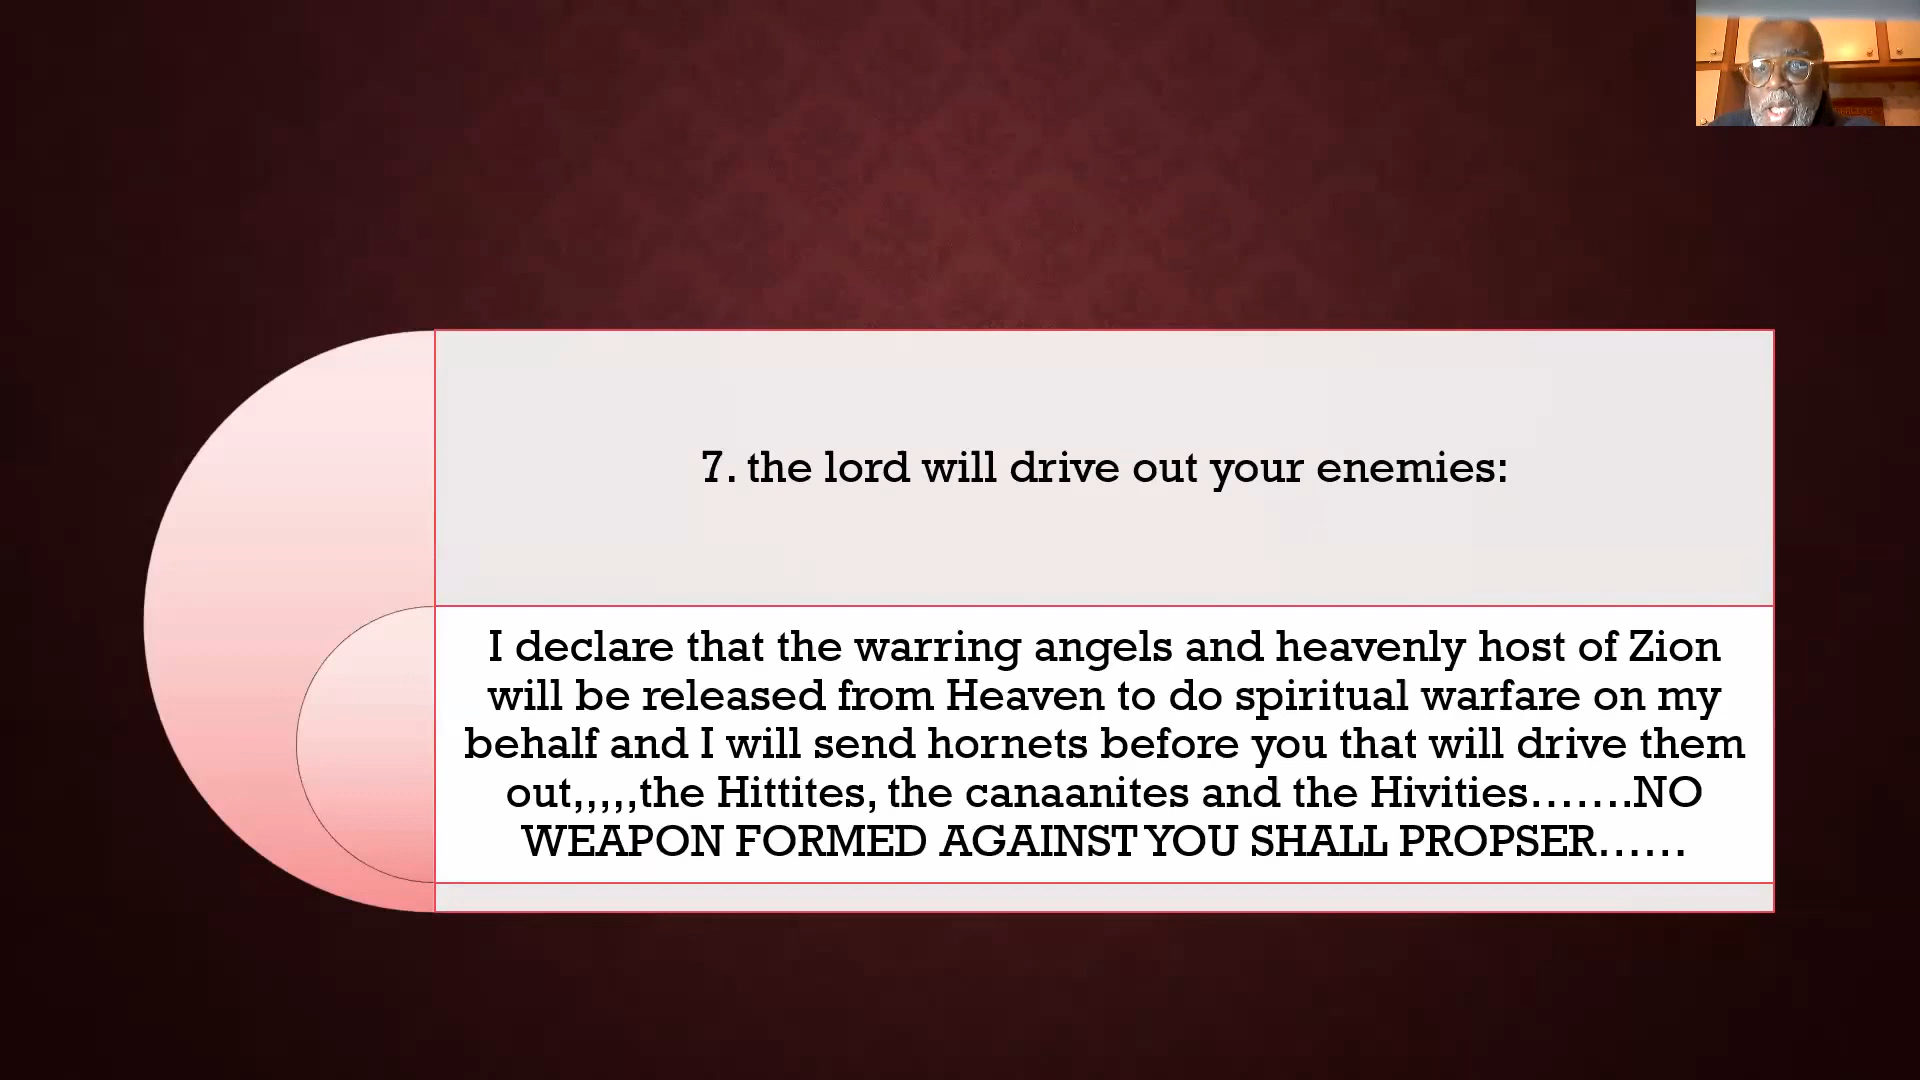 7. the lord will drive out your enemies:
I declare that the warring angels and heavenly host of Zion
will be released from Heaven to do spiritual warfare on my
behalf and I will send hornets before you that will drive them
out,,,,,the Hittites, the canaanites and the Hivities…….NO
WEAPON FORMED AGAINST YOU SHALL PROPSER……